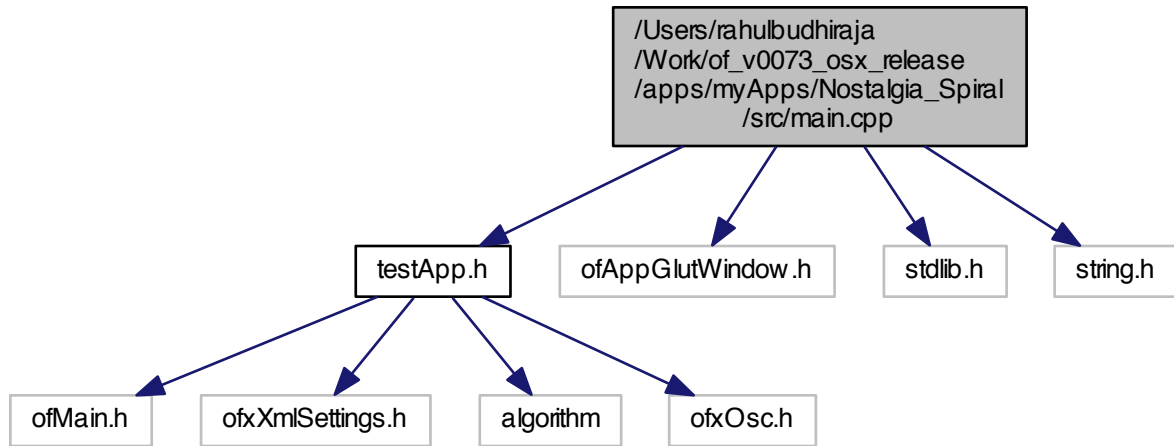 /Users/rahulbudhiraja
/Work/of_v0073_osx_release
/apps/myApps/Nostalgia_Spiral
/src/main.cpp
testApp.h
ofAppGlutWindow.h
stdlib.h
string.h
ofMain.h
ofxXmlSettings.h
algorithm
ofxOsc.h